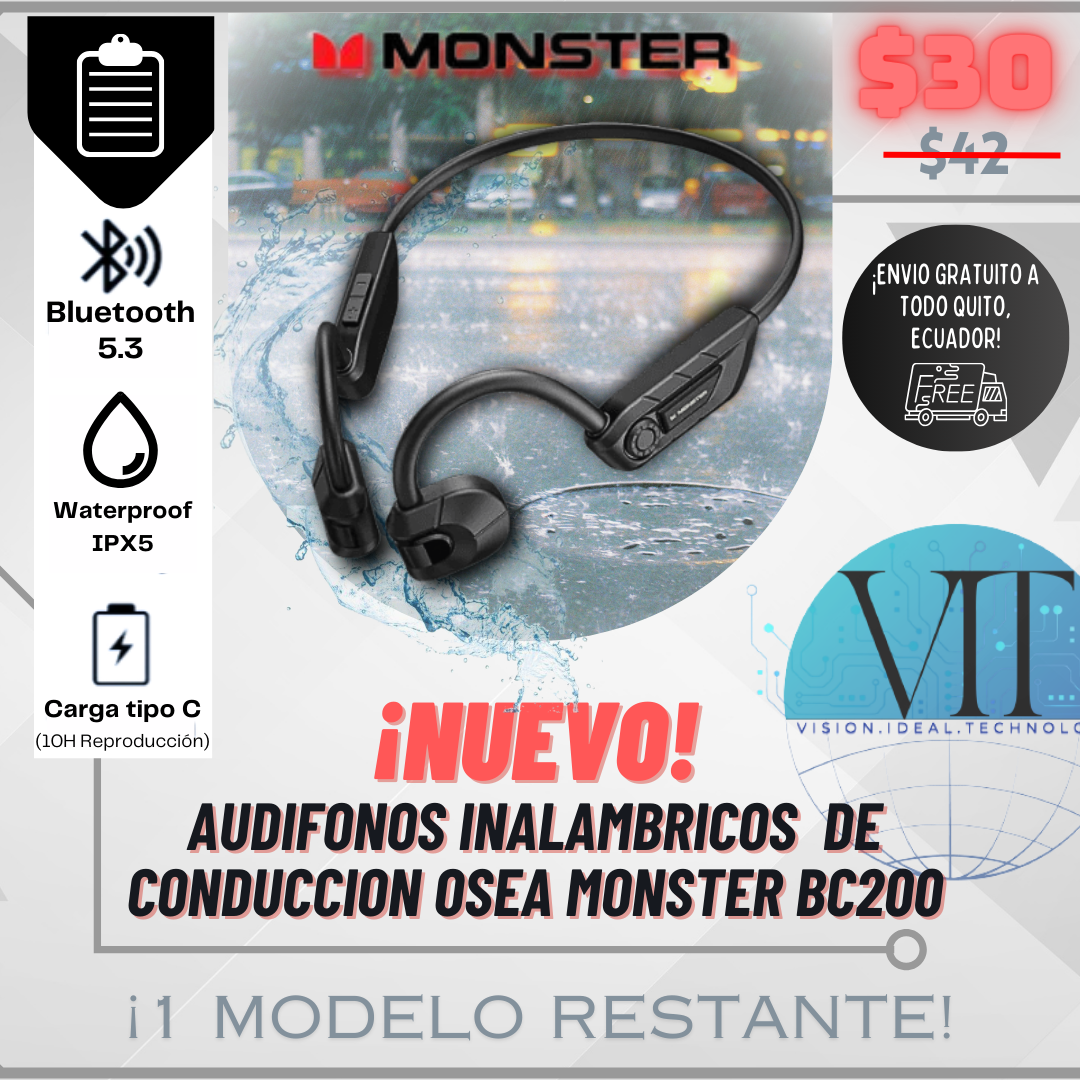 MONSTER
$30
$42
¡ENVIO GRATUITO A
TODO QUITO,
ECUADOR!
FREE
Bluetooth
5.3
Waterproof
IPX5
Carga tipo C
(10H Reproducción)
MONSTER
VIT
VISION.IDEAL.TECHNOLO
¡NUEVO!
AUDIFONOS INALAMBRICOS DE
CONDUCCION OSEA MONSTER BC200
¡1 MODELO RESTANTE!